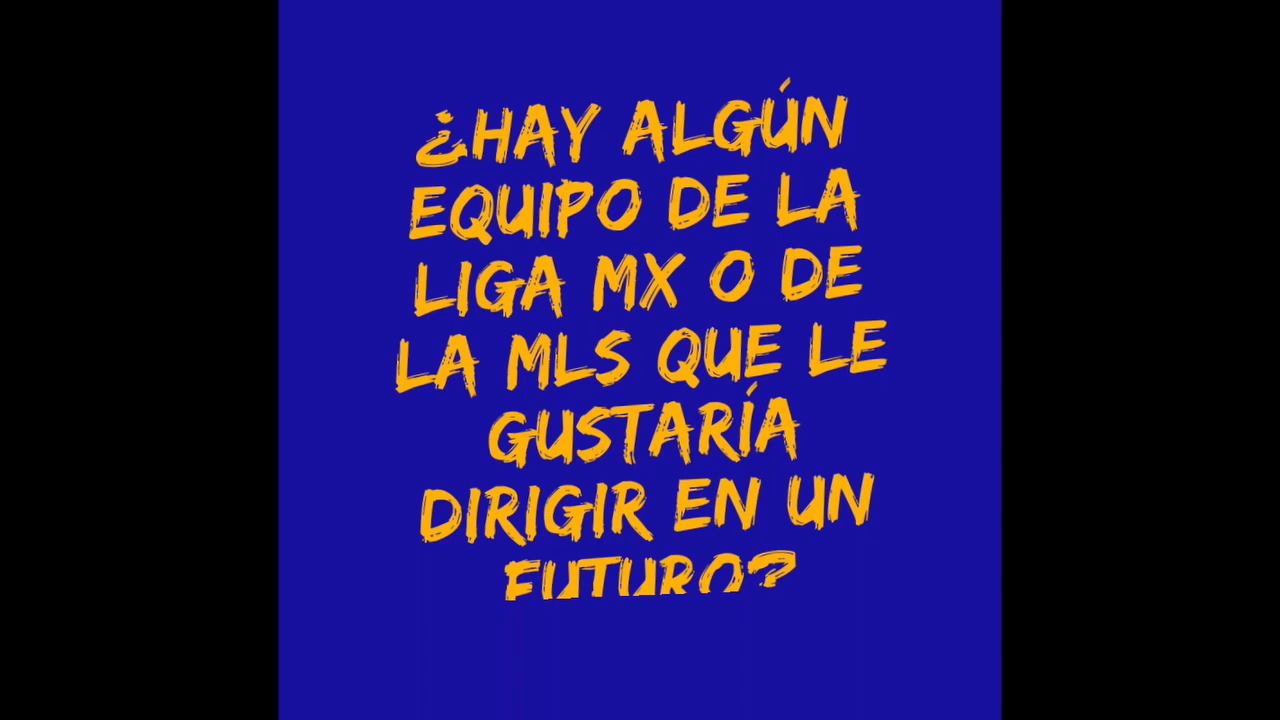 ¿HAY ALGÚN
EQUIPO DE LA
LIGA MX O DE
LA MLS QUE LE
GUSTARÍA
DIRIGIR EN UN
FUTURO?